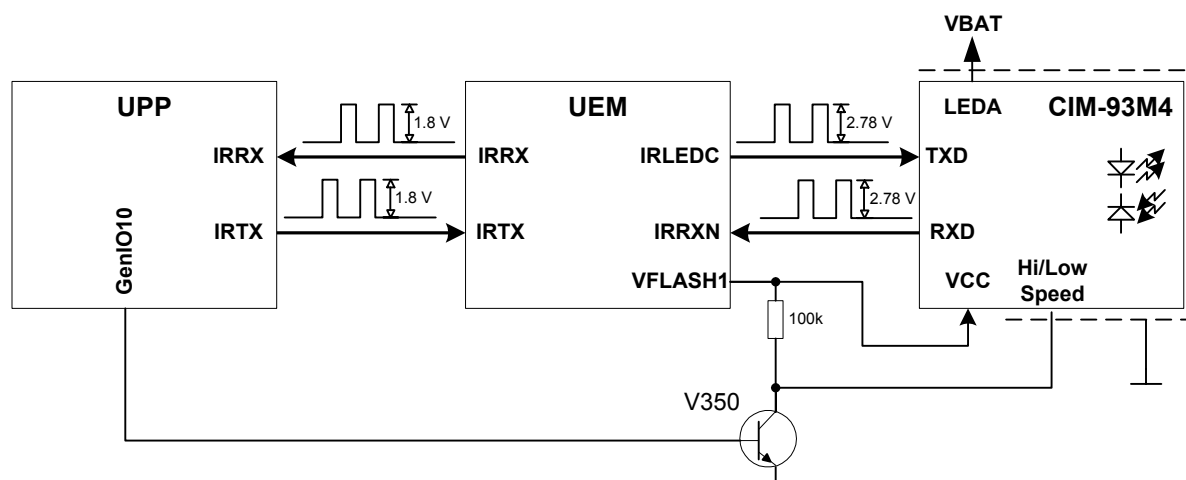 VBAT
UPP
UEM
LEDA
CIM-93M4
1.8 V
2.78 V
IRRX
IRRX
IRLEDC
TXD
1.8 V
2.78 V
GenIO10
IRTX
IRTX
IRRXN
RXD
VFLASH1
VCC
Hi/Low
Speed
100k
V350